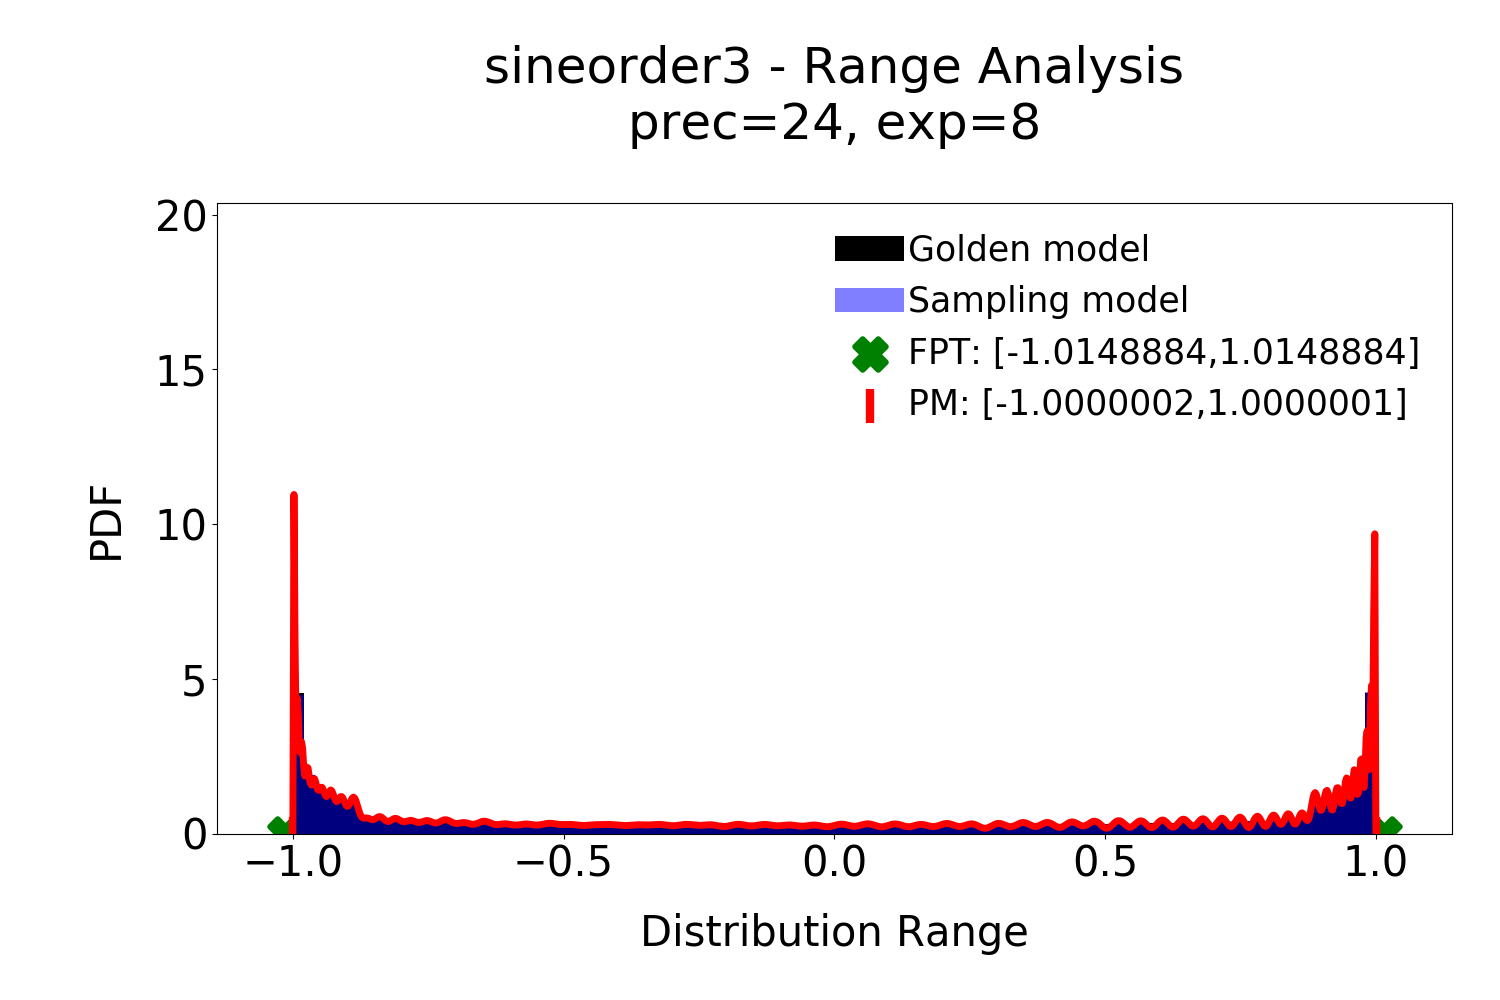 sineorder3 - Range Analysis
prec=24, exp=8
20
15
10
5
0
PDF
Golden model
Sampling model
FPT: [-1.0148884,1.0148884]
PM: [-1.0000002,1.0000001]
−1.0 −0.5 0.0 0.5 1.0
Distribution Range